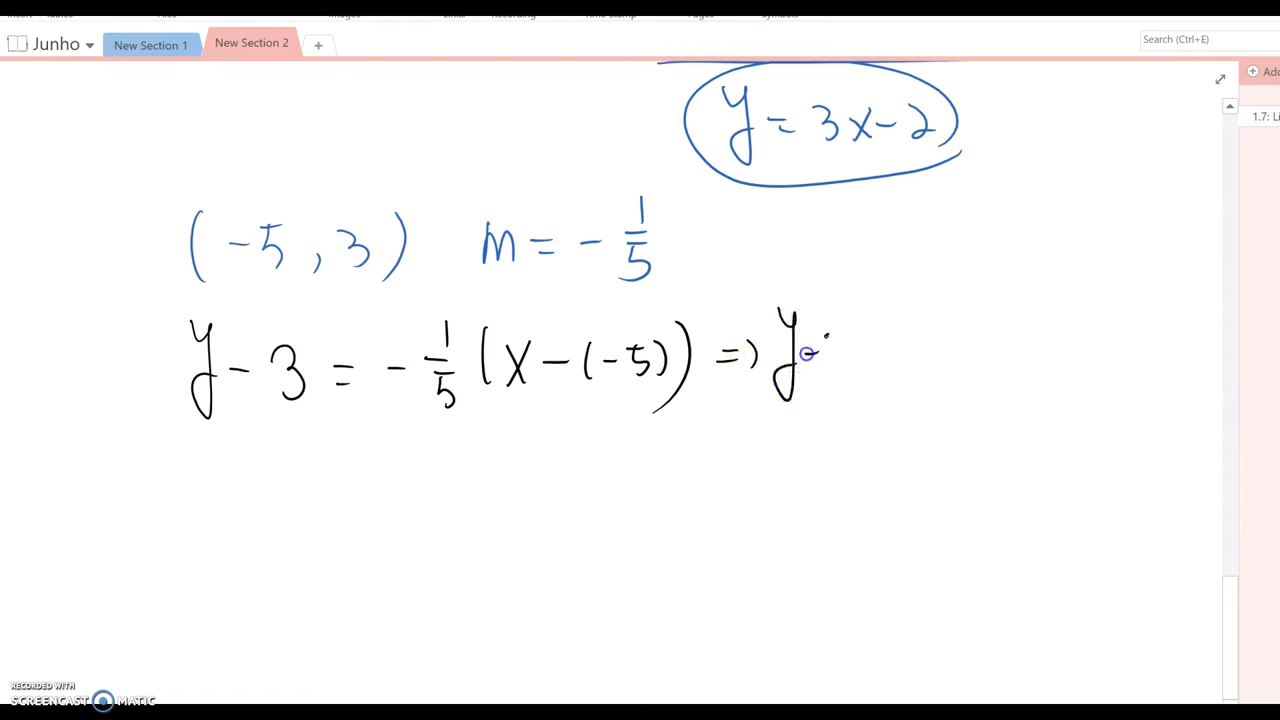 Junho
New Section 1
New Section 2
Search (Ctrl+E)
y = 3x - 2
(-5, 3) m = - 1/5
y - 3 = - 1/5 (x - (-5)) => y -
RECORDED WITH
SCREENCAST MATIC